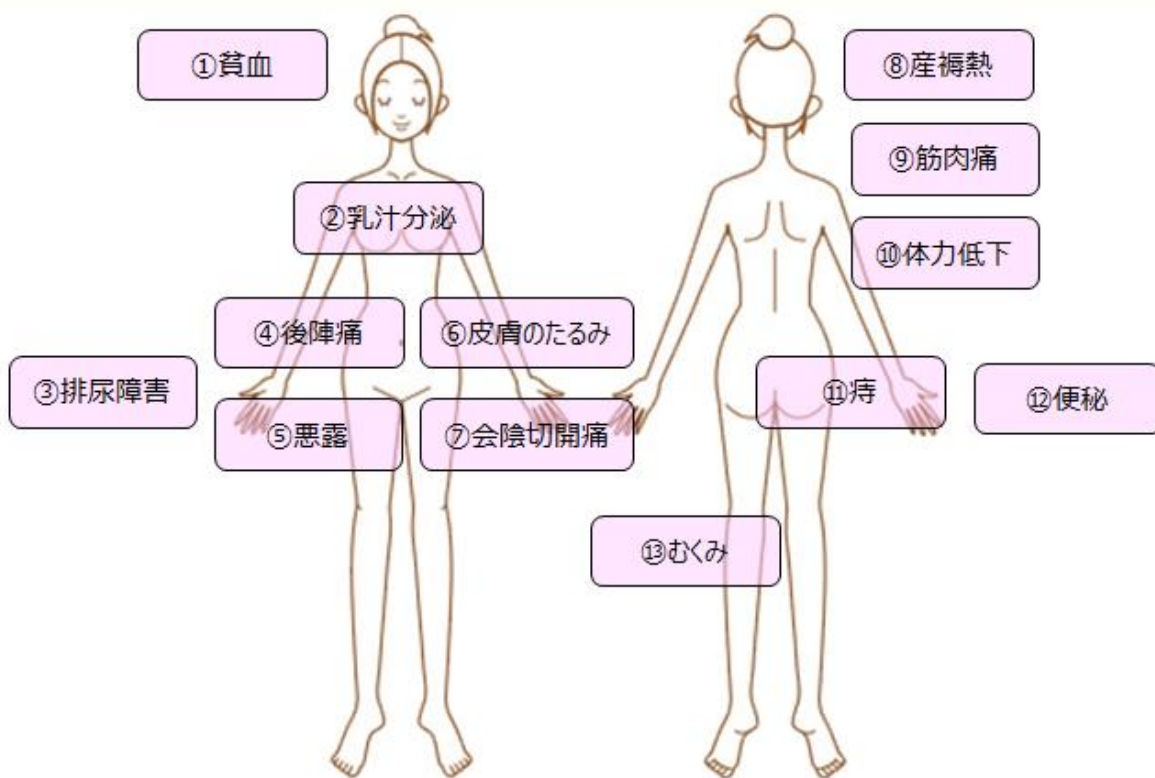 ①貧血
②乳汁分泌
③排尿障害
④後陣痛
⑤悪露
⑥皮膚のたるみ
⑦会陰切開痛
⑧産褥熱
⑨筋肉痛
⑩体力低下
⑪痔
⑫便秘
⑬むくみ